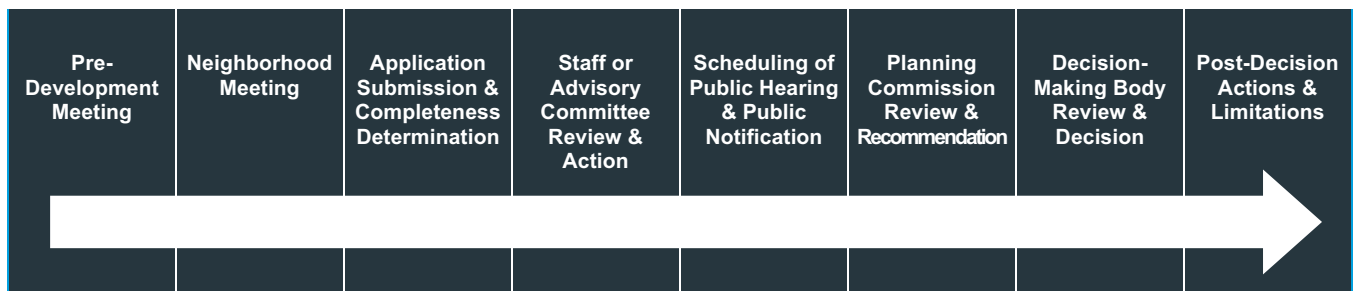 Pre-
Development
Meeting
Neighborhood
Meeting
Application
Submission &
Completeness
Determination
Staff or
Advisory
Committee
Review &
Action
Scheduling of
Public Hearing
& Public
Notification
Planning
Commission
Review &
Recommendation
Decision-
Making Body
Review &
Decision
Post-Decision
Actions &
Limitations